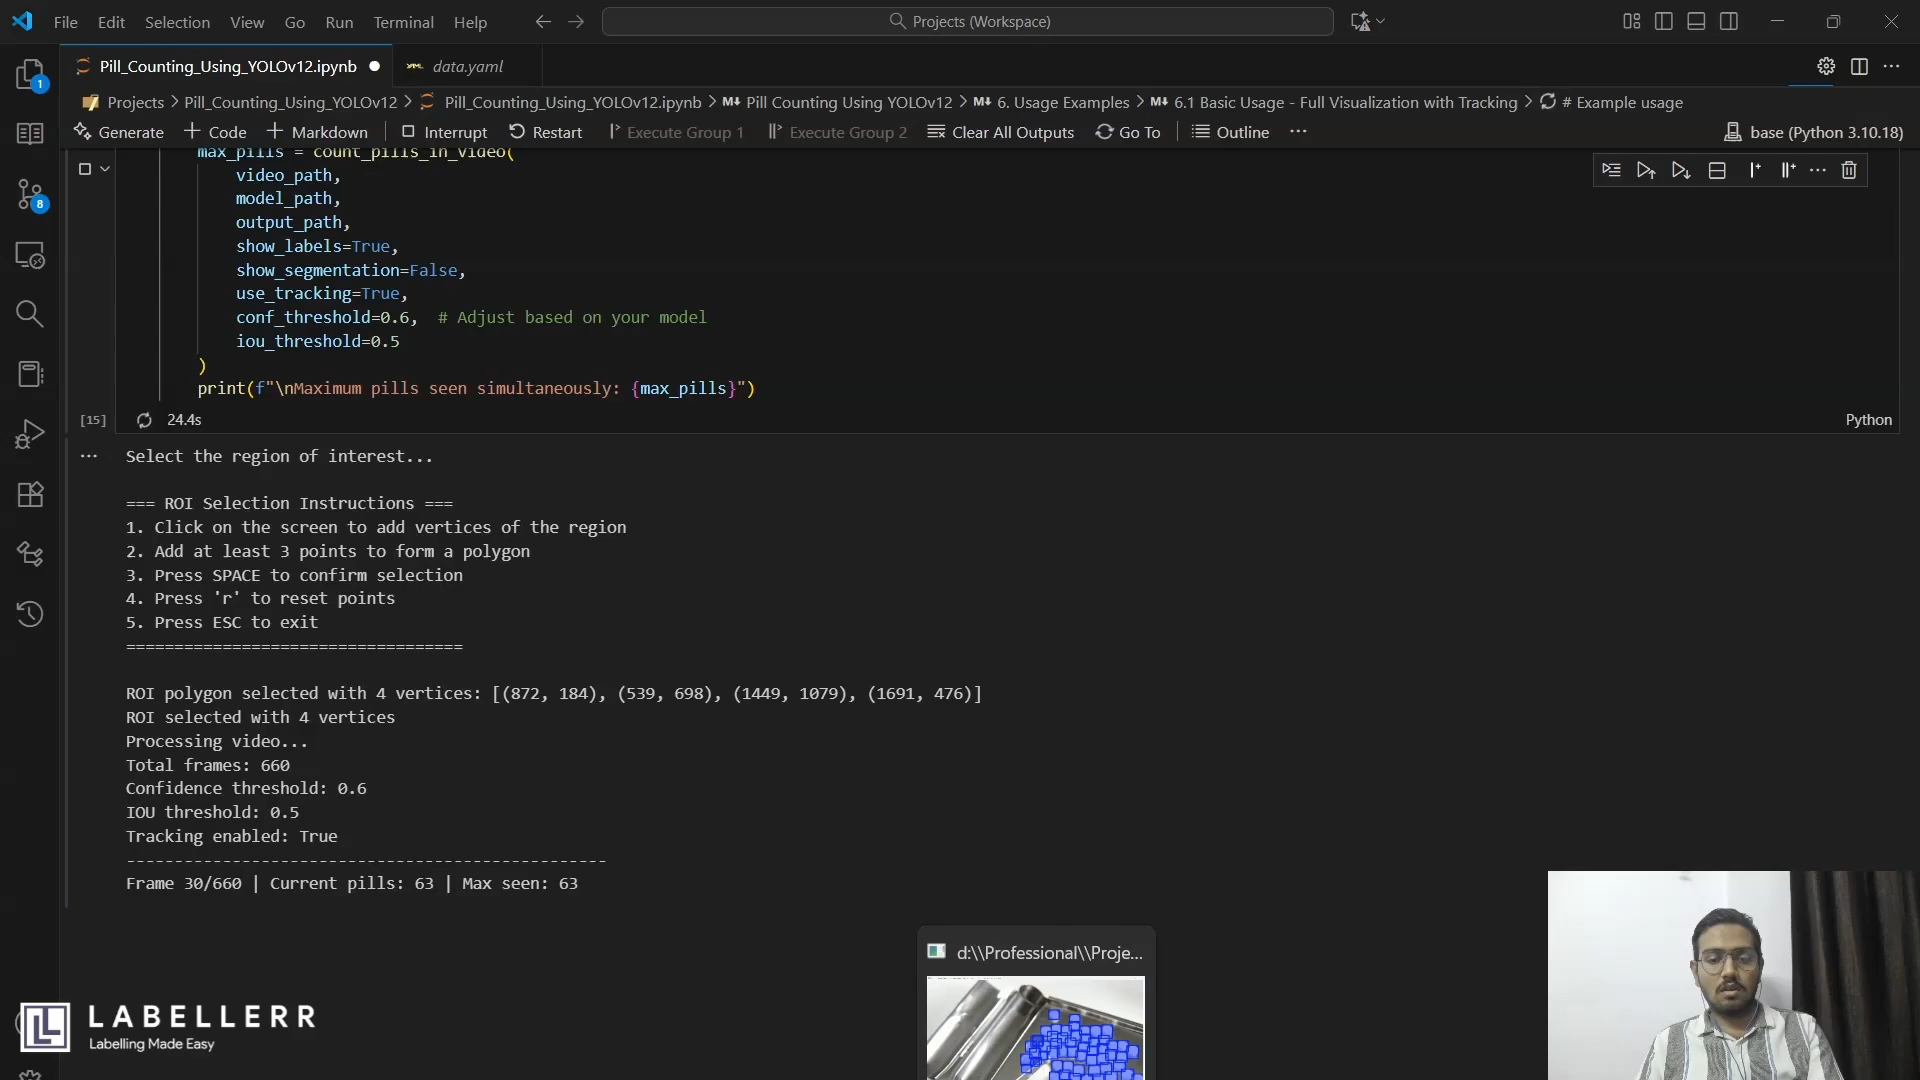 File Edit Selection View Go Run Terminal Help
Projects (Workspace)
Pill_Counting_Using_YOLOv12.ipynb
data.yaml
Projects > Pill_Counting_Using_YOLOv12 > Pill_Counting_Using_YOLOv12.ipynb > M↓ Pill Counting Using YOLOv12 > M↓ 6. Usage Examples > M↓ 6.1 Basic Usage - Full Visualization with Tracking > # Example usage
Generate + Code + Markdown Interrupt Restart Execute Group 1 Execute Group 2 Clear All Outputs Go To Outline ... base (Python 3.10.18)
1
8
max_pills = count_pills_in_video(
video_path,
model_path,
output_path,
show_labels=True,
show_segmentation=False,
use_tracking=True,
conf_threshold=0.6,  # Adjust based on your model
iou_threshold=0.5
)
print(f"\nMaximum pills seen simultaneously: {max_pills}")
[15] 24.4s Python
Select the region of interest...
=== ROI Selection Instructions ===
1. Click on the screen to add vertices of the region
2. Add at least 3 points to form a polygon
3. Press SPACE to confirm selection
4. Press 'r' to reset points
5. Press ESC to exit
===================================
ROI polygon selected with 4 vertices: [(872, 184), (539, 698), (1449, 1079), (1691, 476)]
ROI selected with 4 vertices
Processing video...
Total frames: 660
Confidence threshold: 0.6
IOU threshold: 0.5
Tracking enabled: True
--------------------------------------------------
Frame 30/660 | Current pills: 63 | Max seen: 63
d:\\Professional\\Proje...
LABELLERR
Labelling Made Easy